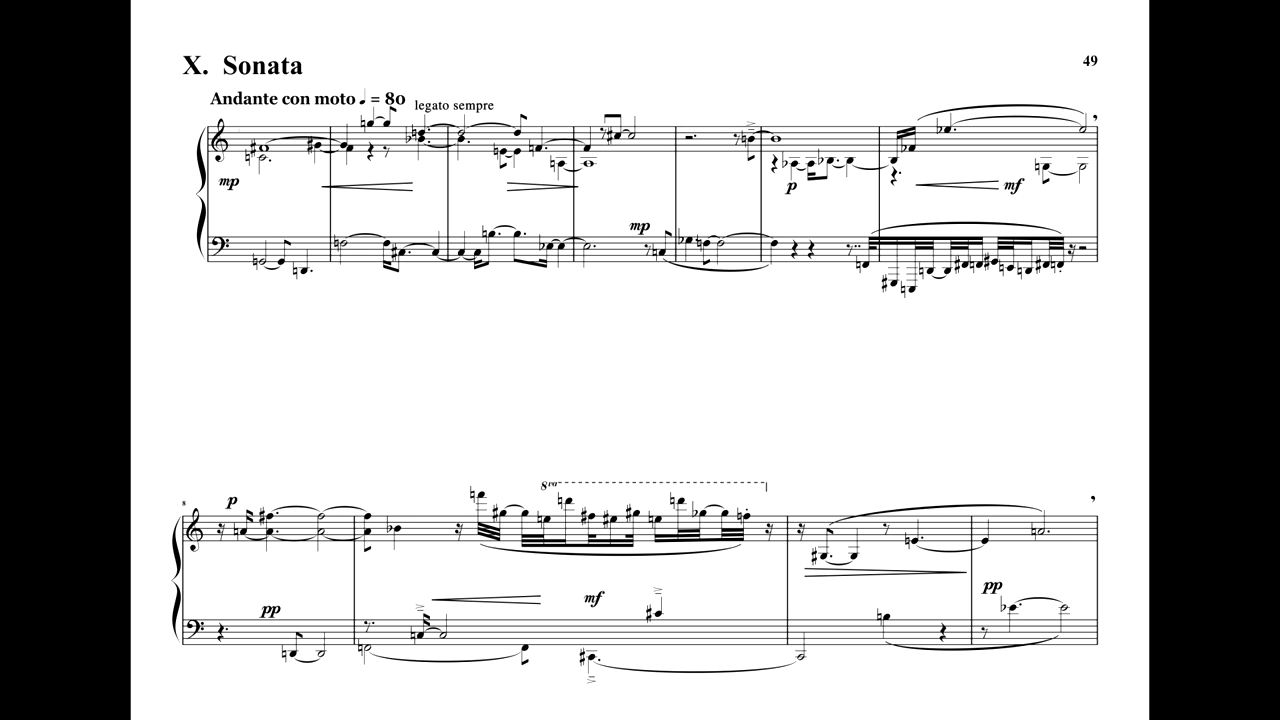 X. Sonata
49
Andante con moto ♩ = 80
legato sempre
mp
mp
p
mf
8
p
8va
pp
mf
pp